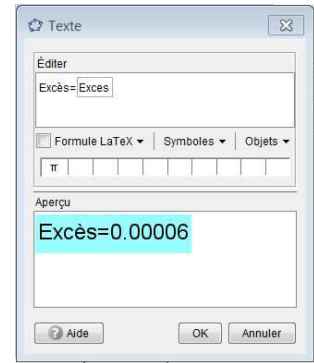 Texte
Éditer
Excès= Exces
Formule LaTeX Symboles Objets
π
Aperçu
Excès=0.00006
Aide OK Annuler